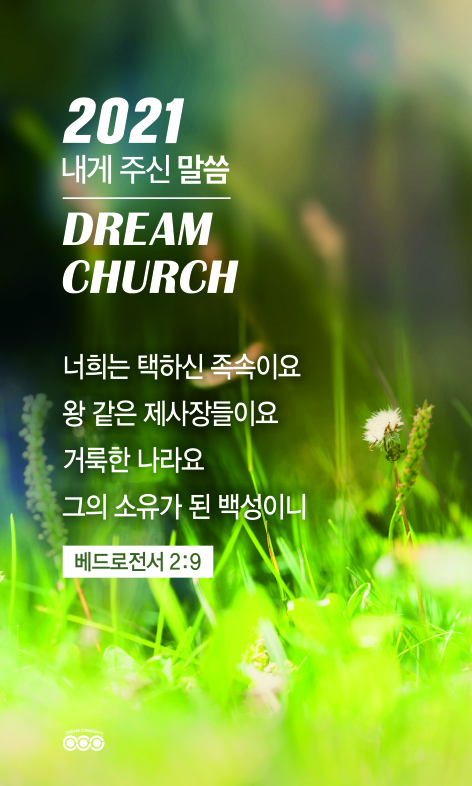 2021
내게 주신 말씀
DREAM
CHURCH
너희는 택하신 족속이요
왕 같은 제사장들이요
거룩한 나라요
그의 소유가 된 백성이니
베드로전서 2:9